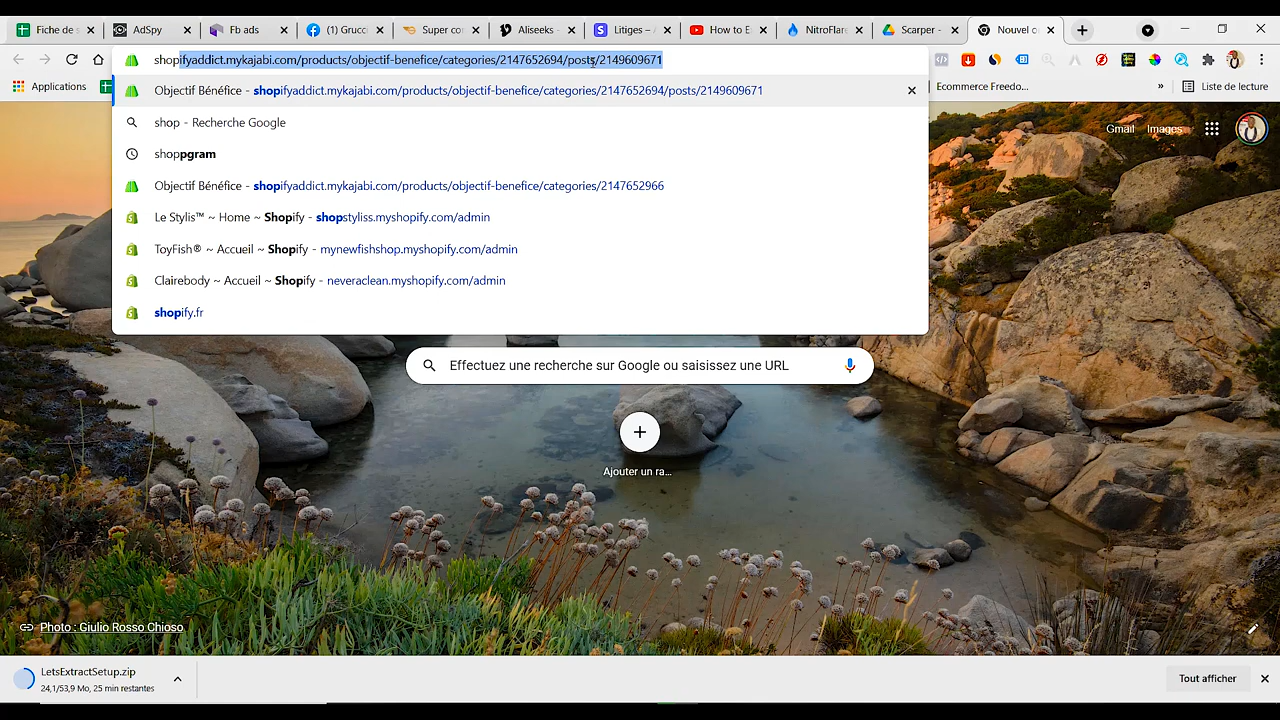 Fiche de s
AdSpy
Fb ads
(1) Grucci
Super co
Aliseeks -
Litiges –
How to E
NitroFlare
Scarper -
Nouvel o
shopifyaddict.mykajabi.com/products/objectif-benefice/categories/2147652694/posts/2149609671
Applications
Objectif Bénéfice - shopifyaddict.mykajabi.com/products/objectif-benefice/categories/2147652694/posts/2149609671
Ecommerce Freedo...
»
Liste de lecture
shop - Recherche Google
Gmail
Images
shoppgram
Objectif Bénéfice - shopifyaddict.mykajabi.com/products/objectif-benefice/categories/2147652966
Le Stylis™ ~ Home ~ Shopify - shopstyliss.myshopify.com/admin
ToyFish® ~ Accueil ~ Shopify - mynewfishshop.myshopify.com/admin
Clairebody ~ Accueil ~ Shopify - neveraclean.myshopify.com/admin
shopify.fr
Effectuez une recherche sur Google ou saisissez une URL
Ajouter un ra...
Photo : Giulio Rosso Chioso
LetsExtractSetup.zip
24,1/53,9 Mo, 25 min restantes
Tout afficher